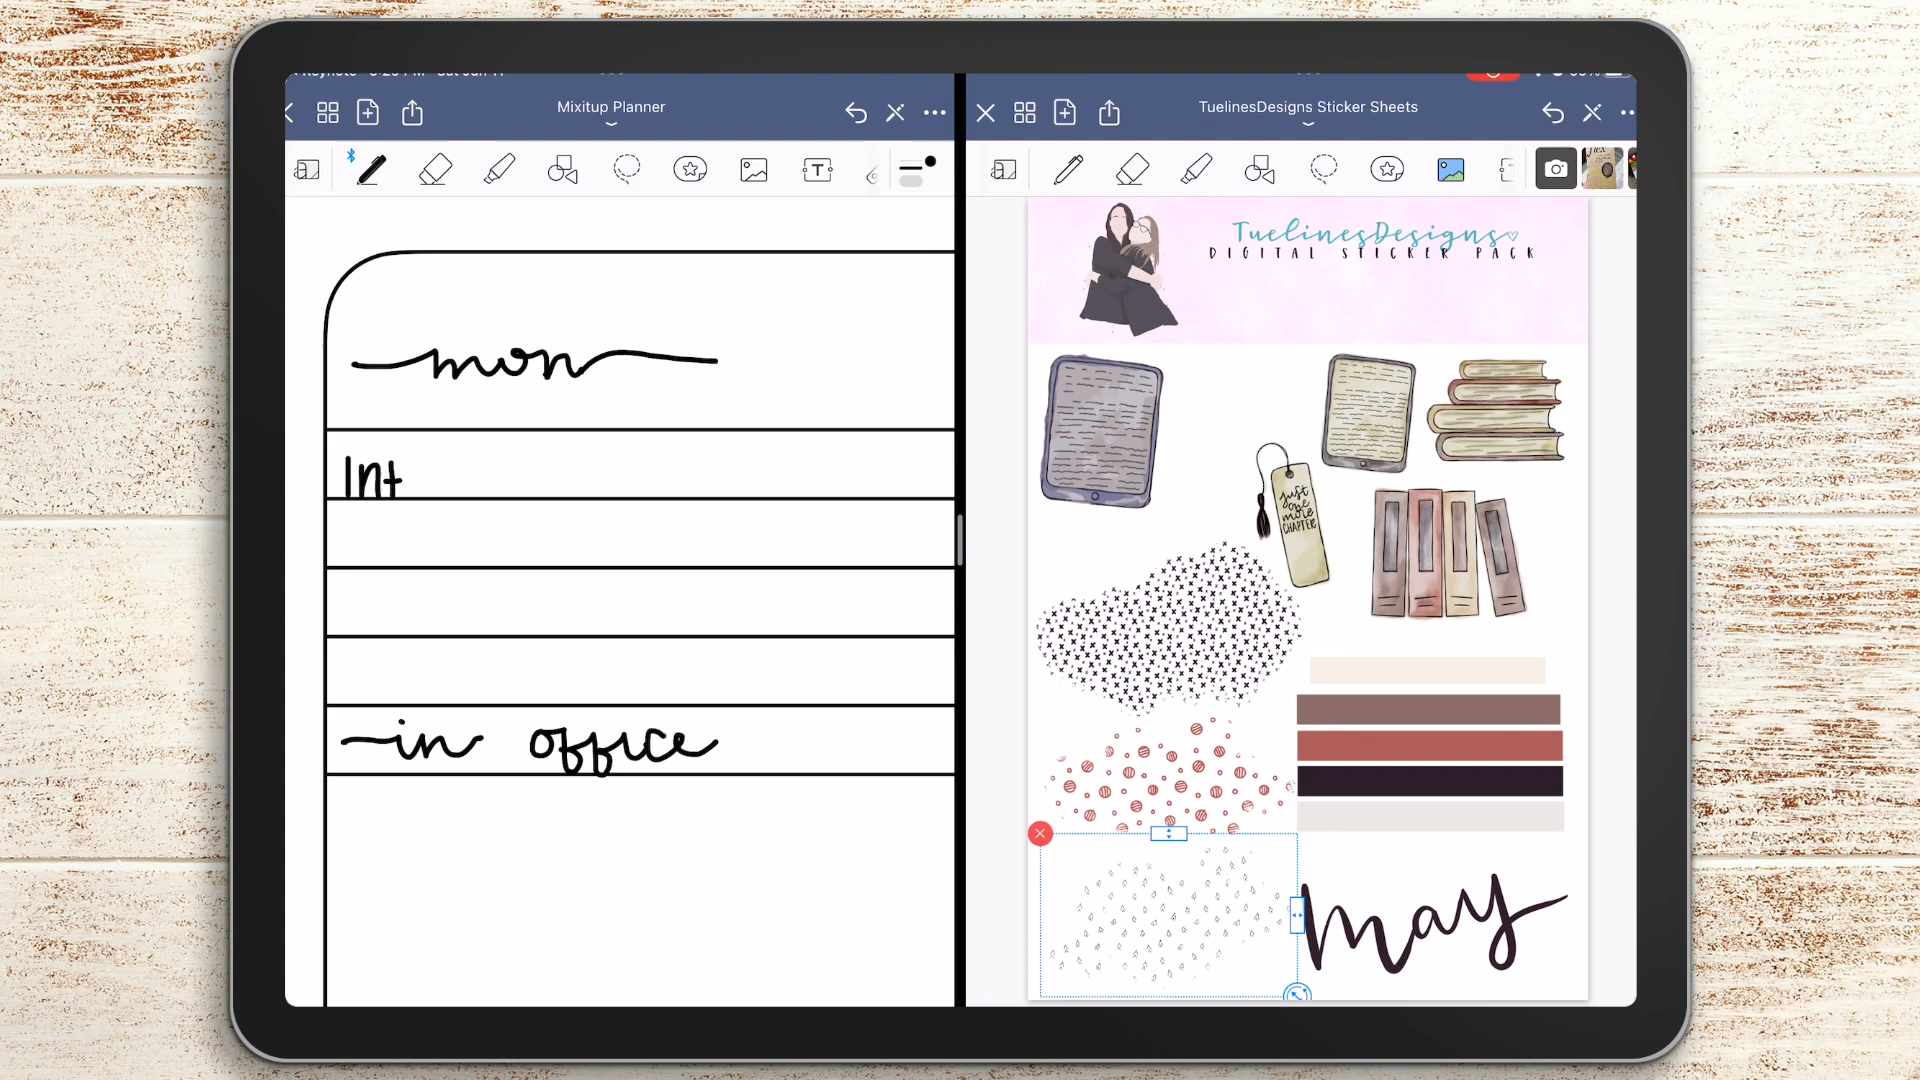 Mixitup Planner
TuelinesDesigns Sticker Sheets
TuelinesDesigns
DIGITAL STICKER PACK
mon
Int
just
one
more
CHAPTER
in office
may